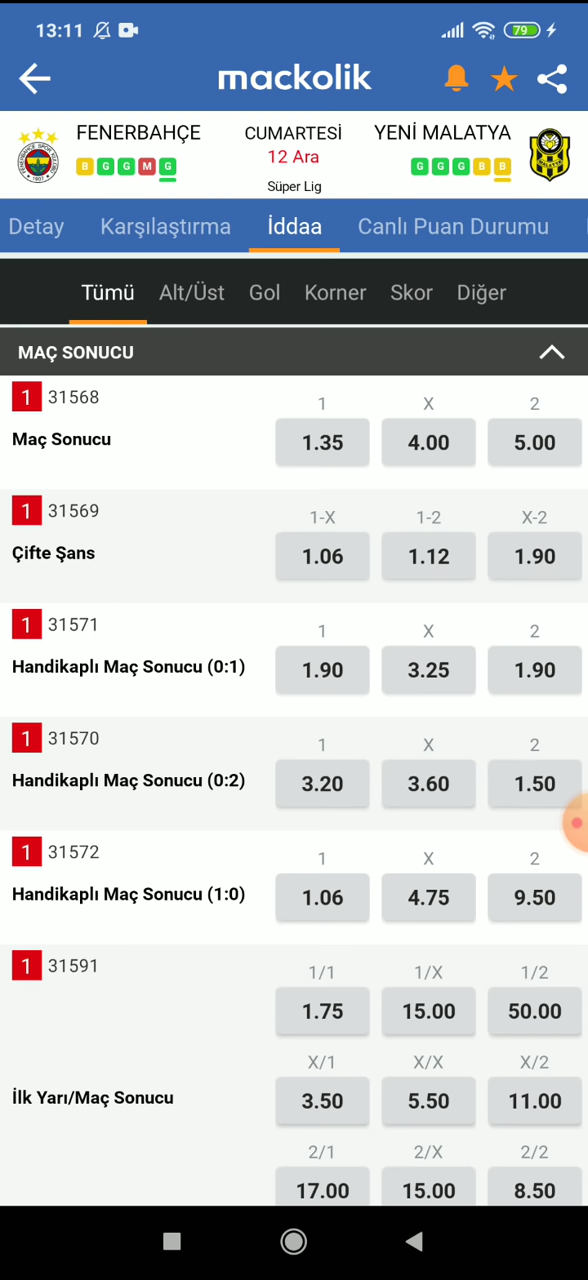 13:11
79
mackolik
FENERBAHÇE CUMARTESİ YENİ MALATYA
B G G M G 12 Ara G G G B B
Süper Lig
Detay Karşılaştırma İddaa Canlı Puan Durumu
Tümü Alt/Üst Gol Korner Skor Diğer
MAÇ SONUCU
1 31568
1 X 2
Maç Sonucu 1.35 4.00 5.00
1 31569
1-X 1-2 X-2
Çifte Şans 1.06 1.12 1.90
1 31571
1 X 2
Handikaplı Maç Sonucu (0:1) 1.90 3.25 1.90
1 31570
1 X 2
Handikaplı Maç Sonucu (0:2) 3.20 3.60 1.50
1 31572
1 X 2
Handikaplı Maç Sonucu (1:0) 1.06 4.75 9.50
1 31591
1/1 1/X 1/2
1.75 15.00 50.00
X/1 X/X X/2
İlk Yarı/Maç Sonucu 3.50 5.50 11.00
2/1 2/X 2/2
17.00 15.00 8.50